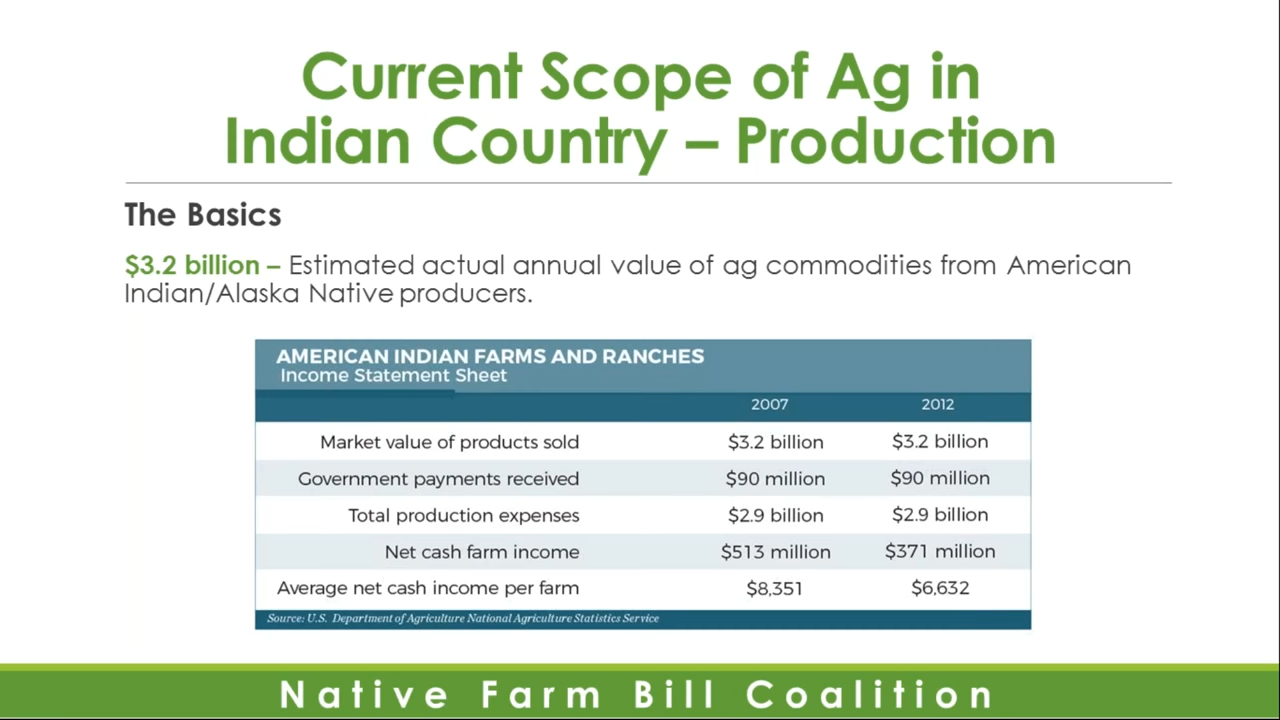 Current Scope of Ag in
Indian Country – Production
The Basics
$3.2 billion – Estimated actual annual value of ag commodities from American
Indian/Alaska Native producers.
AMERICAN INDIAN FARMS AND RANCHES
Income Statement Sheet
2007 2012
Market value of products sold $3.2 billion $3.2 billion
Government payments received $90 million $90 million
Total production expenses $2.9 billion $2.9 billion
Net cash farm income $513 million $371 million
Average net cash income per farm $8,351 $6,632
Source: U.S. Department of Agriculture National Agriculture Statistics Service
Native Farm Bill Coalition